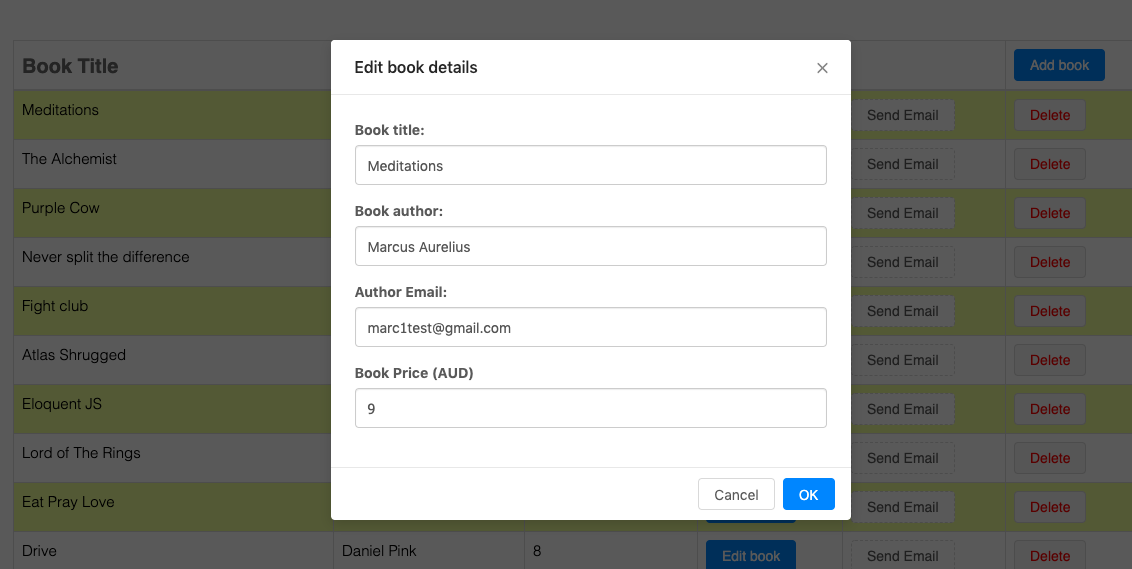 Book Title
Add book
Meditations
Send Email
Delete
The Alchemist
Send Email
Delete
Purple Cow
Send Email
Delete
Never split the difference
Send Email
Delete
Fight club
Send Email
Delete
Atlas Shrugged
Send Email
Delete
Eloquent JS
Send Email
Delete
Lord of The Rings
Send Email
Delete
Eat Pray Love
Send Email
Delete
Drive
Daniel Pink
8
Edit book
Send Email
Delete
Edit book details
Book title:
Meditations
Book author:
Marcus Aurelius
Author Email:
marc1test@gmail.com
Book Price (AUD)
9
Cancel
OK